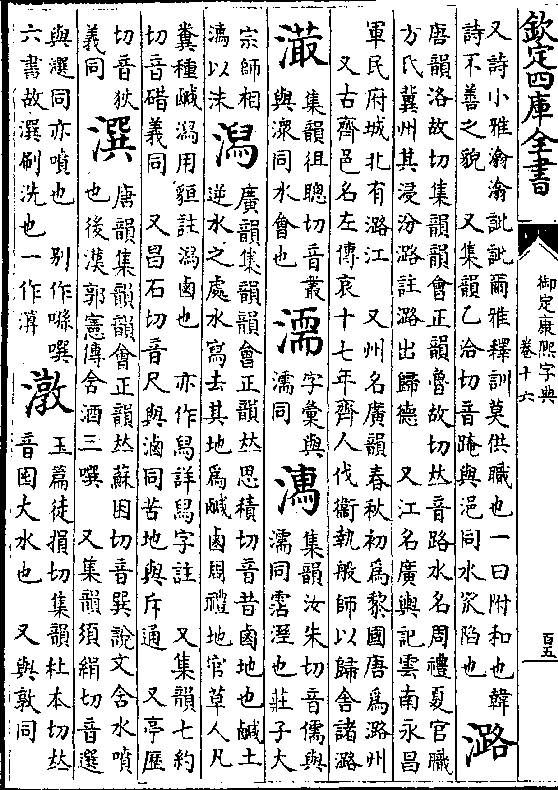 欽定四庫全書
御定康熙字典
卷十六
百五
又詩小雅潝潝訿訿爾雅釋訓莫供職也一曰附和也韓
詩不善之貌 又集韻乙洽切音𨂁與浥同水㳫陷也 潞
唐韻洛故切集韻韻會正韻魯故切𠀤音路水名周禮夏官職
方氏冀州其浸汾潞註潞出歸德 又江名廣輿記雲南永昌
軍民府城北有潞江 又州名廣韻春秋初為黎國唐為潞州
又古齊邑名左傳哀十七年齊人伐衛執般師以歸舍諸潞
潨 集韻徂聰切音叢
與潀同水會也 濡 字彙與
濡同 㵖 集韻汝朱切音儒與
濡同霑溼也莊子大
宗師相
㵖以沫 潟 廣韻集韻韻會正韻𠀤思積切音昔鹵地也鹹土
逆水之處水寫去其地為鹹鹵周禮地官草人凡
糞種鹹潟用貆註潟鹵也 亦作舄詳舄字註 又集韻七約
切音碏義同 又昌石切音尺與滷同苦地與斥通 又亭歷
切音狄
義同 潠 唐韻集韻韻會正韻𠀤蘇困切音巽說文含水噴
也後漢郭憲傳含酒三噀 又集韻須絹切音選
與選同亦噴也 别作噝噀
六書故潠刷洗也一作㵕 潡 玉篇徒損切集韻杜本切𠀤
音囤大水也 又與敦同